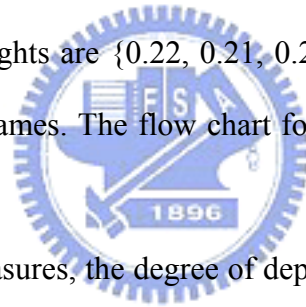 ghts are {0.22, 0.21, 0.2
ES A
ames. The flow chart fo
1896
asures, the degree of dep